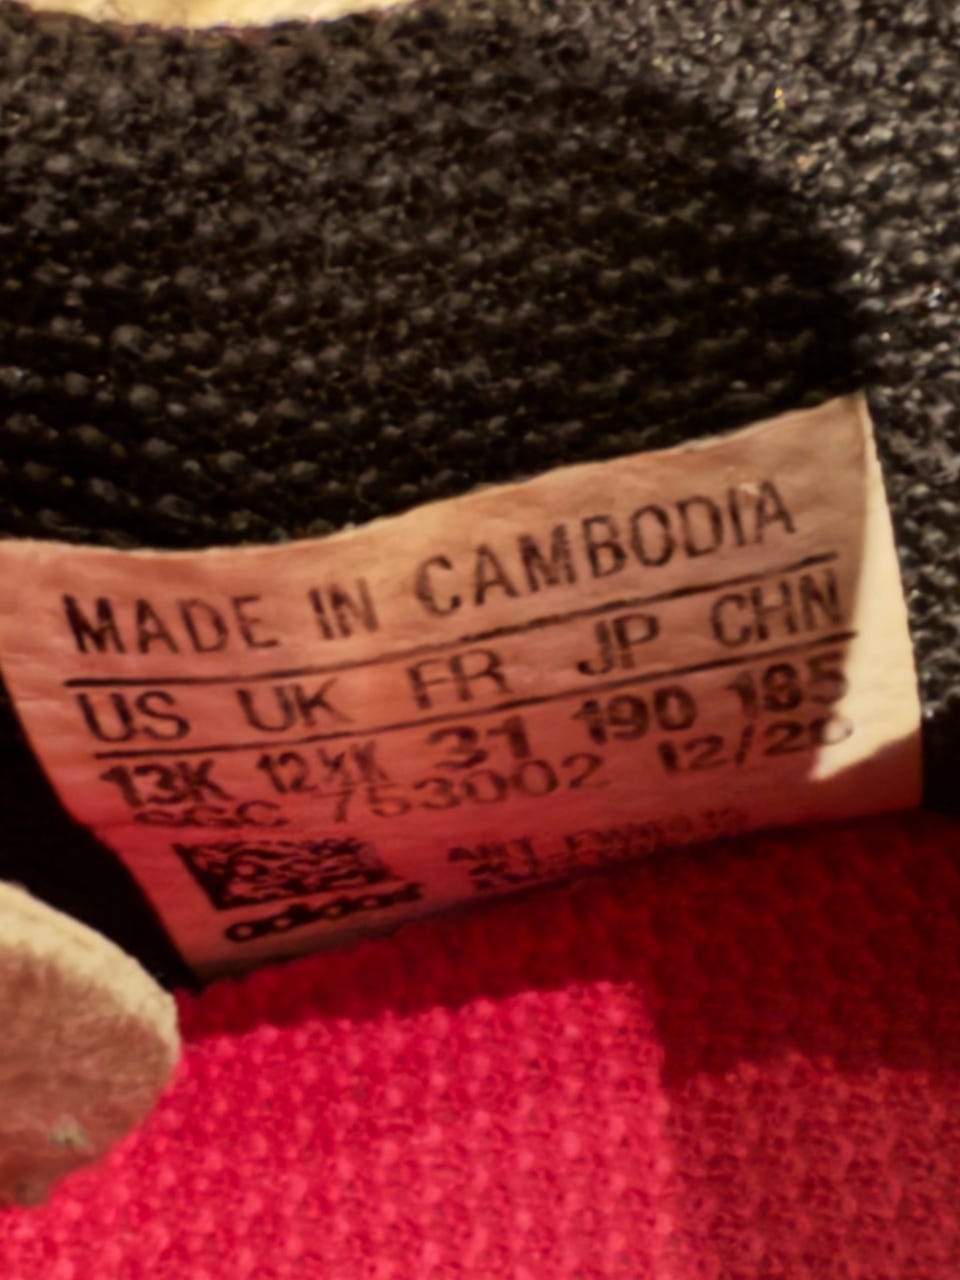 MADE IN CAMBODIA
US UK FR JP CHN
13K 12½K 31 190 185
753002 12/20
adidas